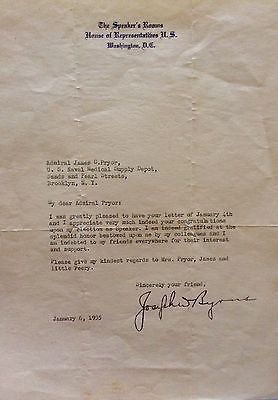 The Speaker's Rooms
House of Representatives U.S.
Washington, D.C.
Admiral James C.Pryor,
U. S. Naval Medical Supply Depot,
Sands and Pearl Streets,
Brooklyn, N. Y.
My dear Admiral Pryor:
I was greatly pleased to have your letter of January 4th
and I appreciate very much indeed your congratulations
upon my election as speaker. I am indeed gratified at the
splendid honor bestowed upon me by my colleagues and I
am indebted to my friends everywhere for their interest
and support.
Please give my kindest regards to Mrs. Pryor, James and
little Peery.
Sincerely your friend,
Joseph W Byrns
January 6, 1935